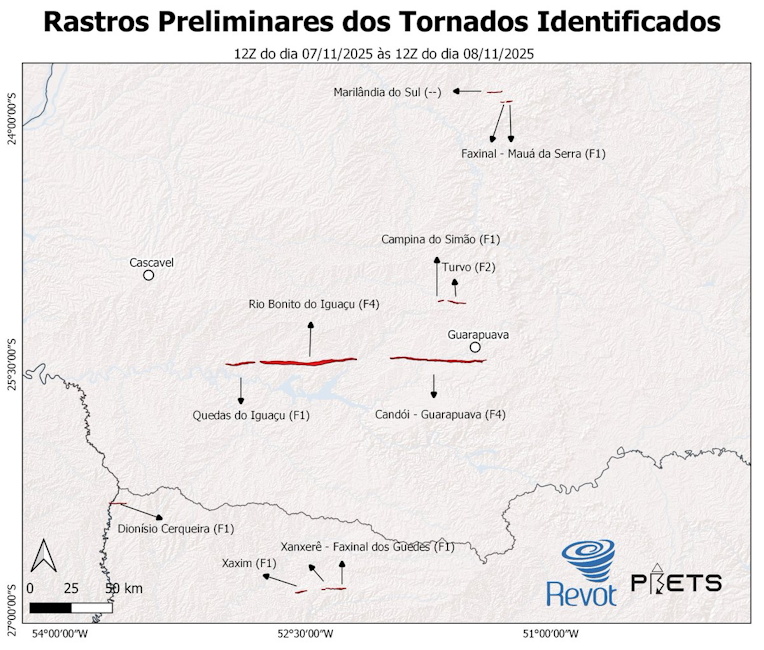 Rastros Preliminares dos Tornados Identificados
12Z do dia 07/11/2025 às 12Z do dia 08/11/2025
24°00'00"S
Marilândia do Sul (--)
Faxinal - Mauá da Serra (F1)
Campina do Simão (F1)
Turvo (F2)
Cascavel
Rio Bonito do Iguaçu (F4)
Guarapuava
25°30'00"S
Quedas do Iguaçu (F1)
Candói - Guarapuava (F4)
Dionísio Cerqueira (F1)
Xanxerê - Faxinal dos Guedes (F1)
Xaxim (F1)
0 25 50 km
Revot
PRETS
27°00'00"S
54°00'00"W 52°30'00"W 51°00'00"W